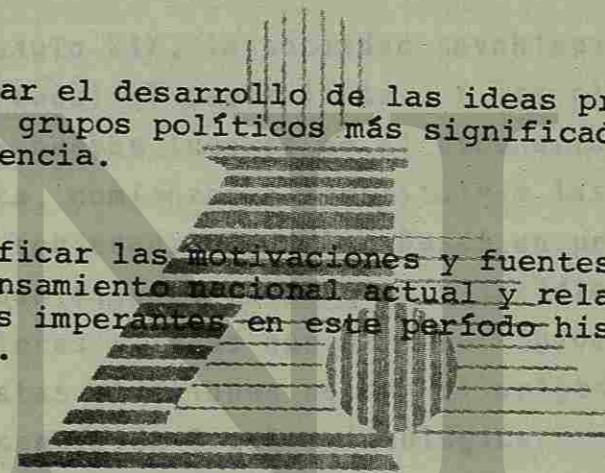 ar el desarrollo de las ideas pr
grupos políticos más significad
encia.
ficar las motivaciones y fuentes
nsamiento nacional actual y rela
s imperantes en este período his
.